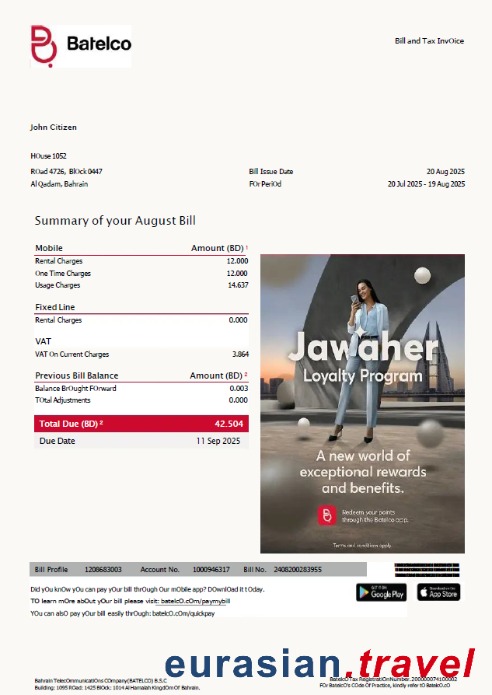 Batelco
Bill and Tax Invoice
John Citizen
House 1052
Road 4726, Block 0447
Al Qadam, Bahrain
Bill Issue Date 20 Aug 2025
For Period 20 Jul 2025 - 19 Aug 2025
Summary of your August Bill
Mobile Amount (BD) 1
Rental Charges 12.000
One Time Charges 12.000
Usage Charges 14.637
Fixed Line
Rental Charges 0.000
VAT
VAT On Current Charges 3.864
Previous Bill Balance Amount (BD) 2
Balance Brought Forward 0.003
Total Adjustments 0.000
Total Due (BD) 2 42.504
Due Date 11 Sep 2025
Jawaher
Loyalty Program
A new world of
exceptional rewards
and benefits.
Redeem your points
through the Batelco app.
Terms and conditions apply.
Bill Profile 1208683003 Account No. 1000946317 Bill No. 2408200283955
Did you know you can pay your bill through Our mobile app? Download it today.
TO learn more about your bill please visit: batelco.com/paymybill
You can also pay your bill easily through: batelco.com/quickpay
GET IT ON
Google Play
Download on the
App Store
eurasian.travel
Bahrain Telecommunications Company (BATELCO) B.S.C
Building: 1095 Road: 1425 Block: 1014 Al Hamalah Kingdom Of Bahrain.
Batelco Tax Registration Number. 200000074100002
For Batelco's Code Of Practice, kindly refer to Batelco.co